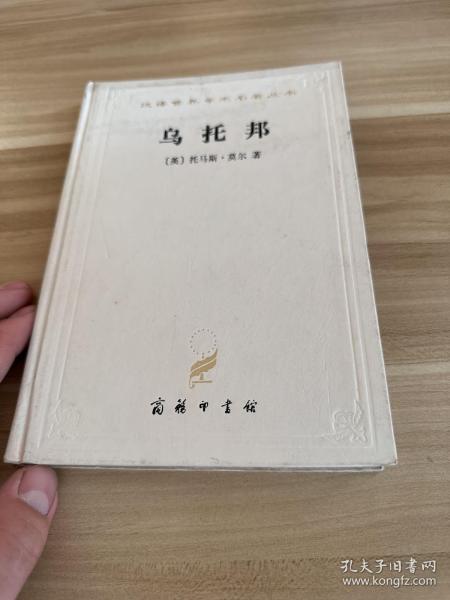 汉译世界学术名著丛书
乌托邦
〔英〕托马斯·莫尔 著
商务印书馆
孔夫子旧书网
www.kongfz.com